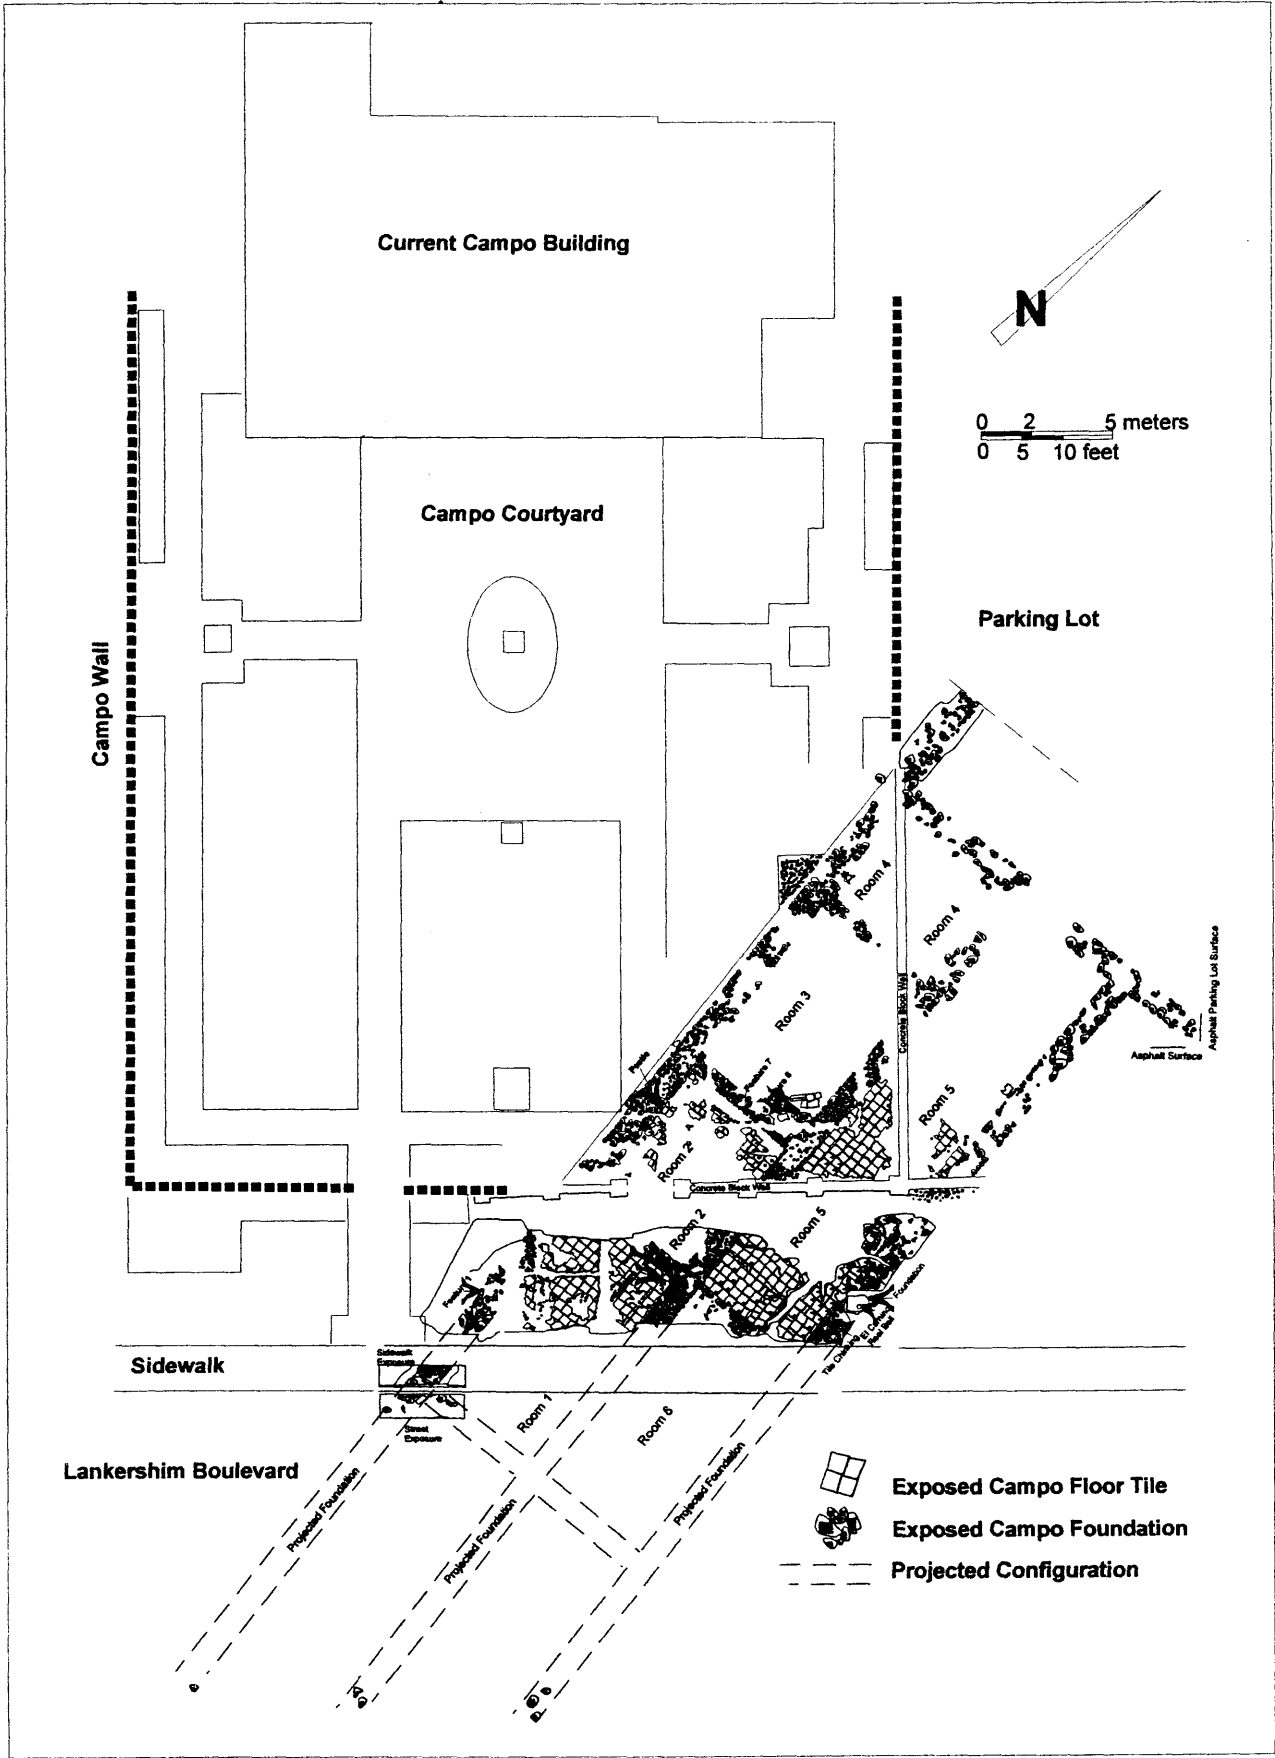 Current Campo Building
N
0 2 5 meters
0 5 10 feet
Campo Courtyard
Parking Lot
Campo Wall
Room 4
Room 4
Concrete Block Wall
Asphalt Parking Lot Surface
Asphalt Surface
Room 3
Feature 7
Room 5
Room 2
Concrete Block Wall
Room 2
Room 5
Foundation
Sidewalk
Sidewalk
Exposure
Street
Exposure
Room 1
Room 6
Lankershim Boulevard
Projected Foundation
Projected Foundation
Projected Foundation
Exposed Campo Floor Tile
Exposed Campo Foundation
Projected Configuration